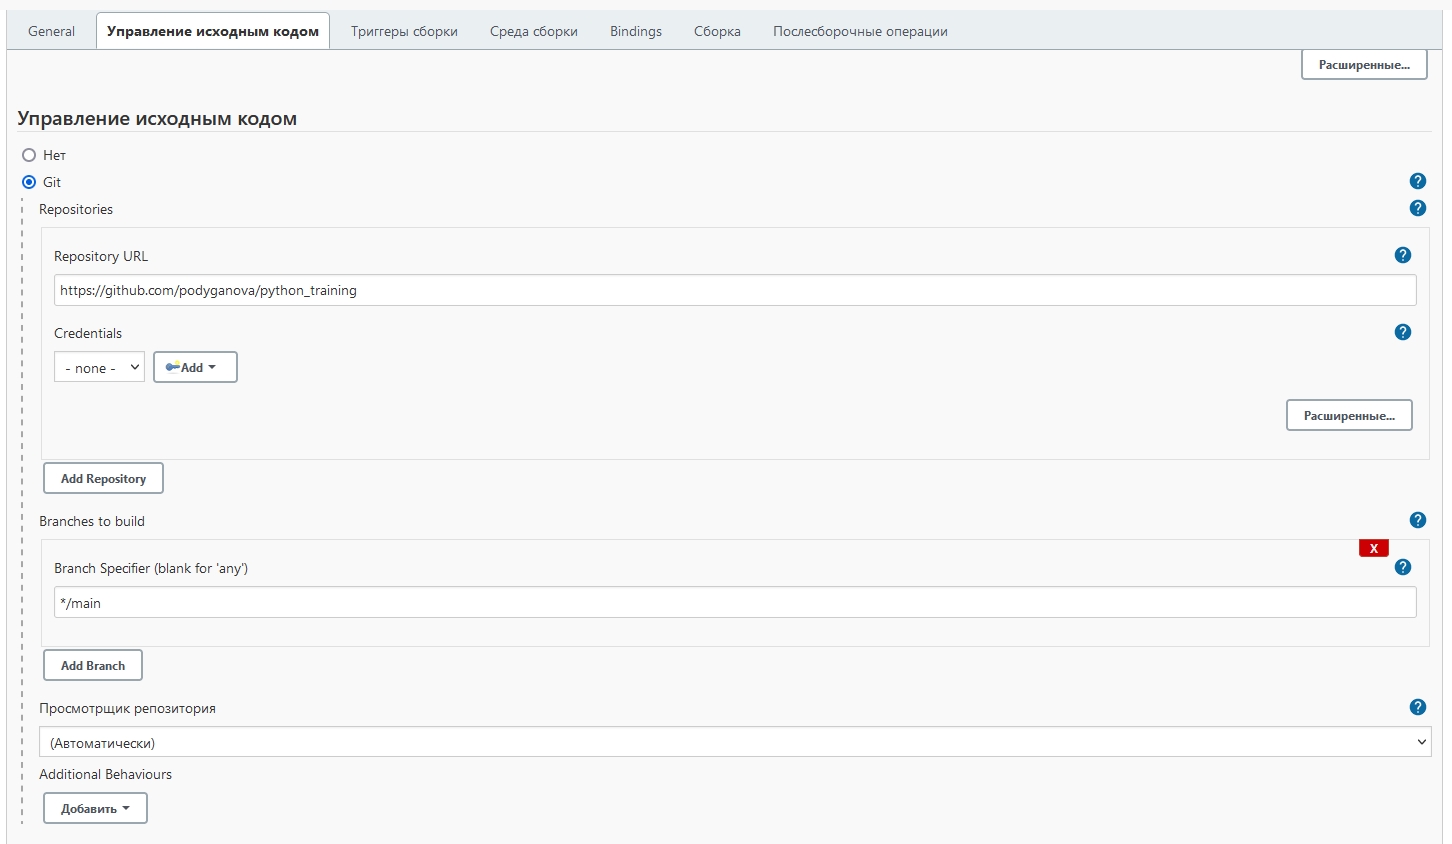 General
Управление исходным кодом
Триггеры сборки
Среда сборки
Bindings
Сборка
Послесборочные операции
Расширенные...
Управление исходным кодом
Нет
Git
?
Repositories
?
Repository URL
?
https://github.com/podyganova/python_training
Credentials
?
- none -
Add
Расширенные...
Add Repository
Branches to build
?
X
Branch Specifier (blank for 'any')
?
*/main
Add Branch
Просмотрщик репозитория
?
(Автоматически)
Additional Behaviours
Добавить